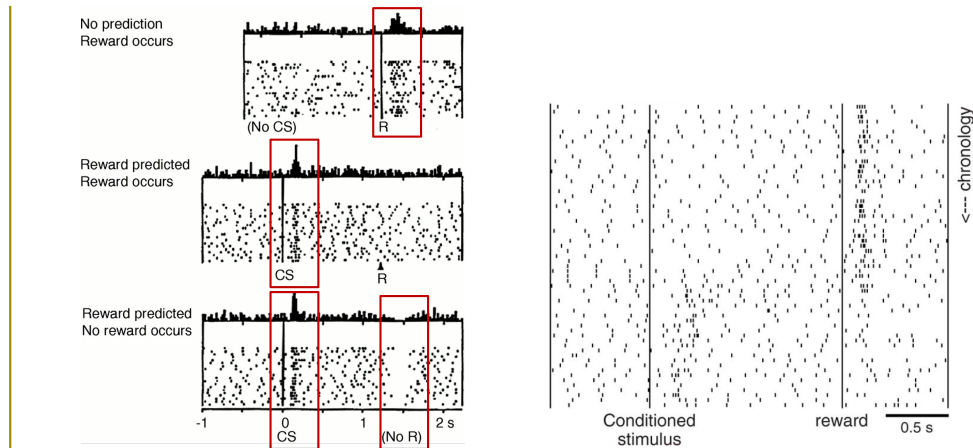 No prediction
Reward occurs
(No CS)
R
Reward predicted
Reward occurs
CS
R
Reward predicted
No reward occurs
-1
0
1
2 s
CS
(No R)
<--- chronology
Conditioned
stimulus
reward
0.5 s